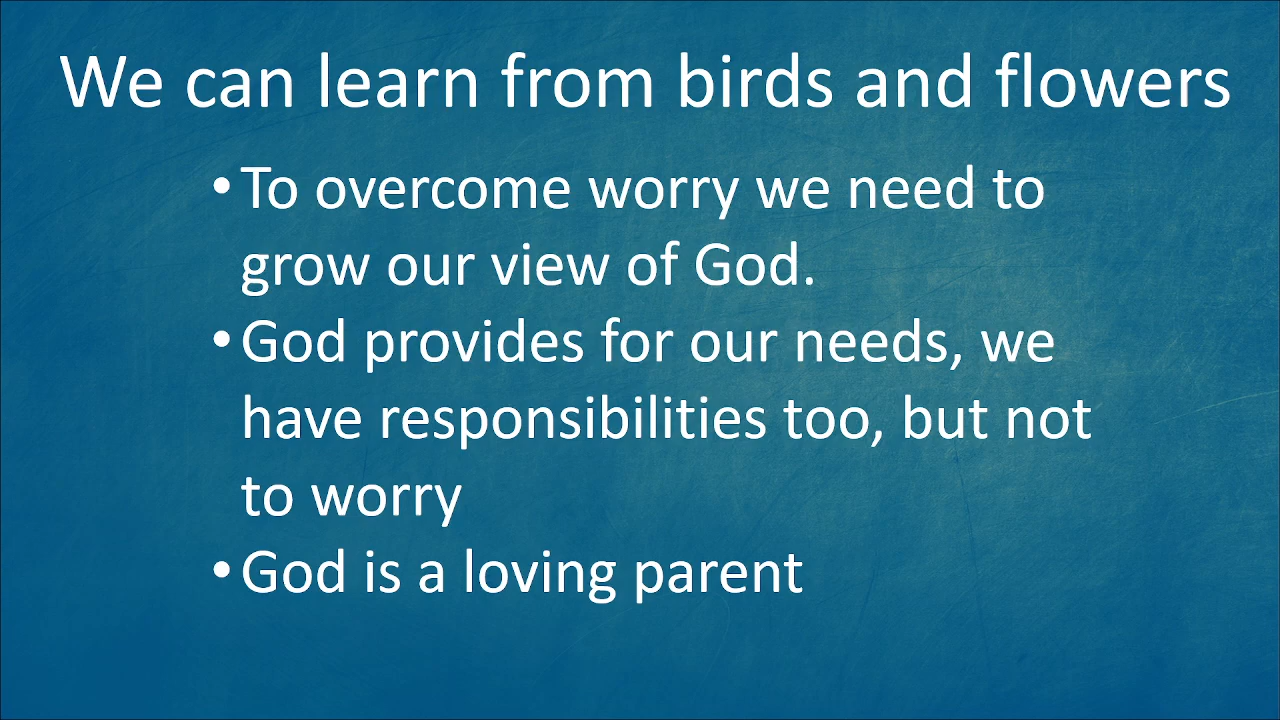 We can learn from birds and flowers
•To overcome worry we need to
grow our view of God.
•God provides for our needs, we
have responsibilities too, but not
to worry
•God is a loving parent